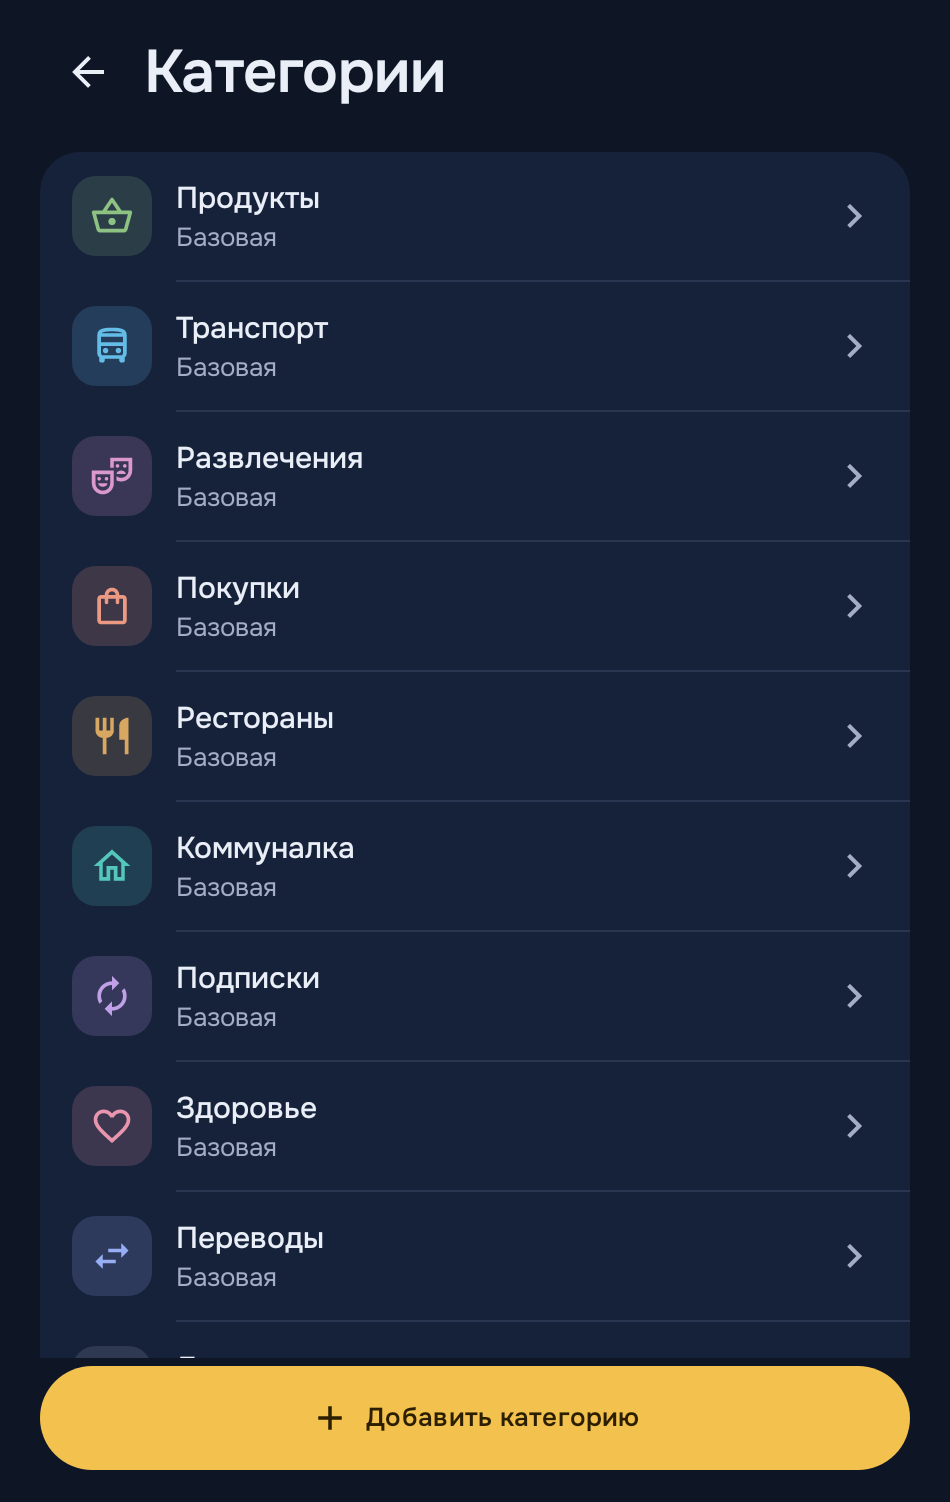 Категории
Продукты
Базовая
Транспорт
Базовая
Развлечения
Базовая
Покупки
Базовая
Рестораны
Базовая
Коммуналка
Базовая
Подписки
Базовая
Здоровье
Базовая
Переводы
Базовая
Добавить категорию